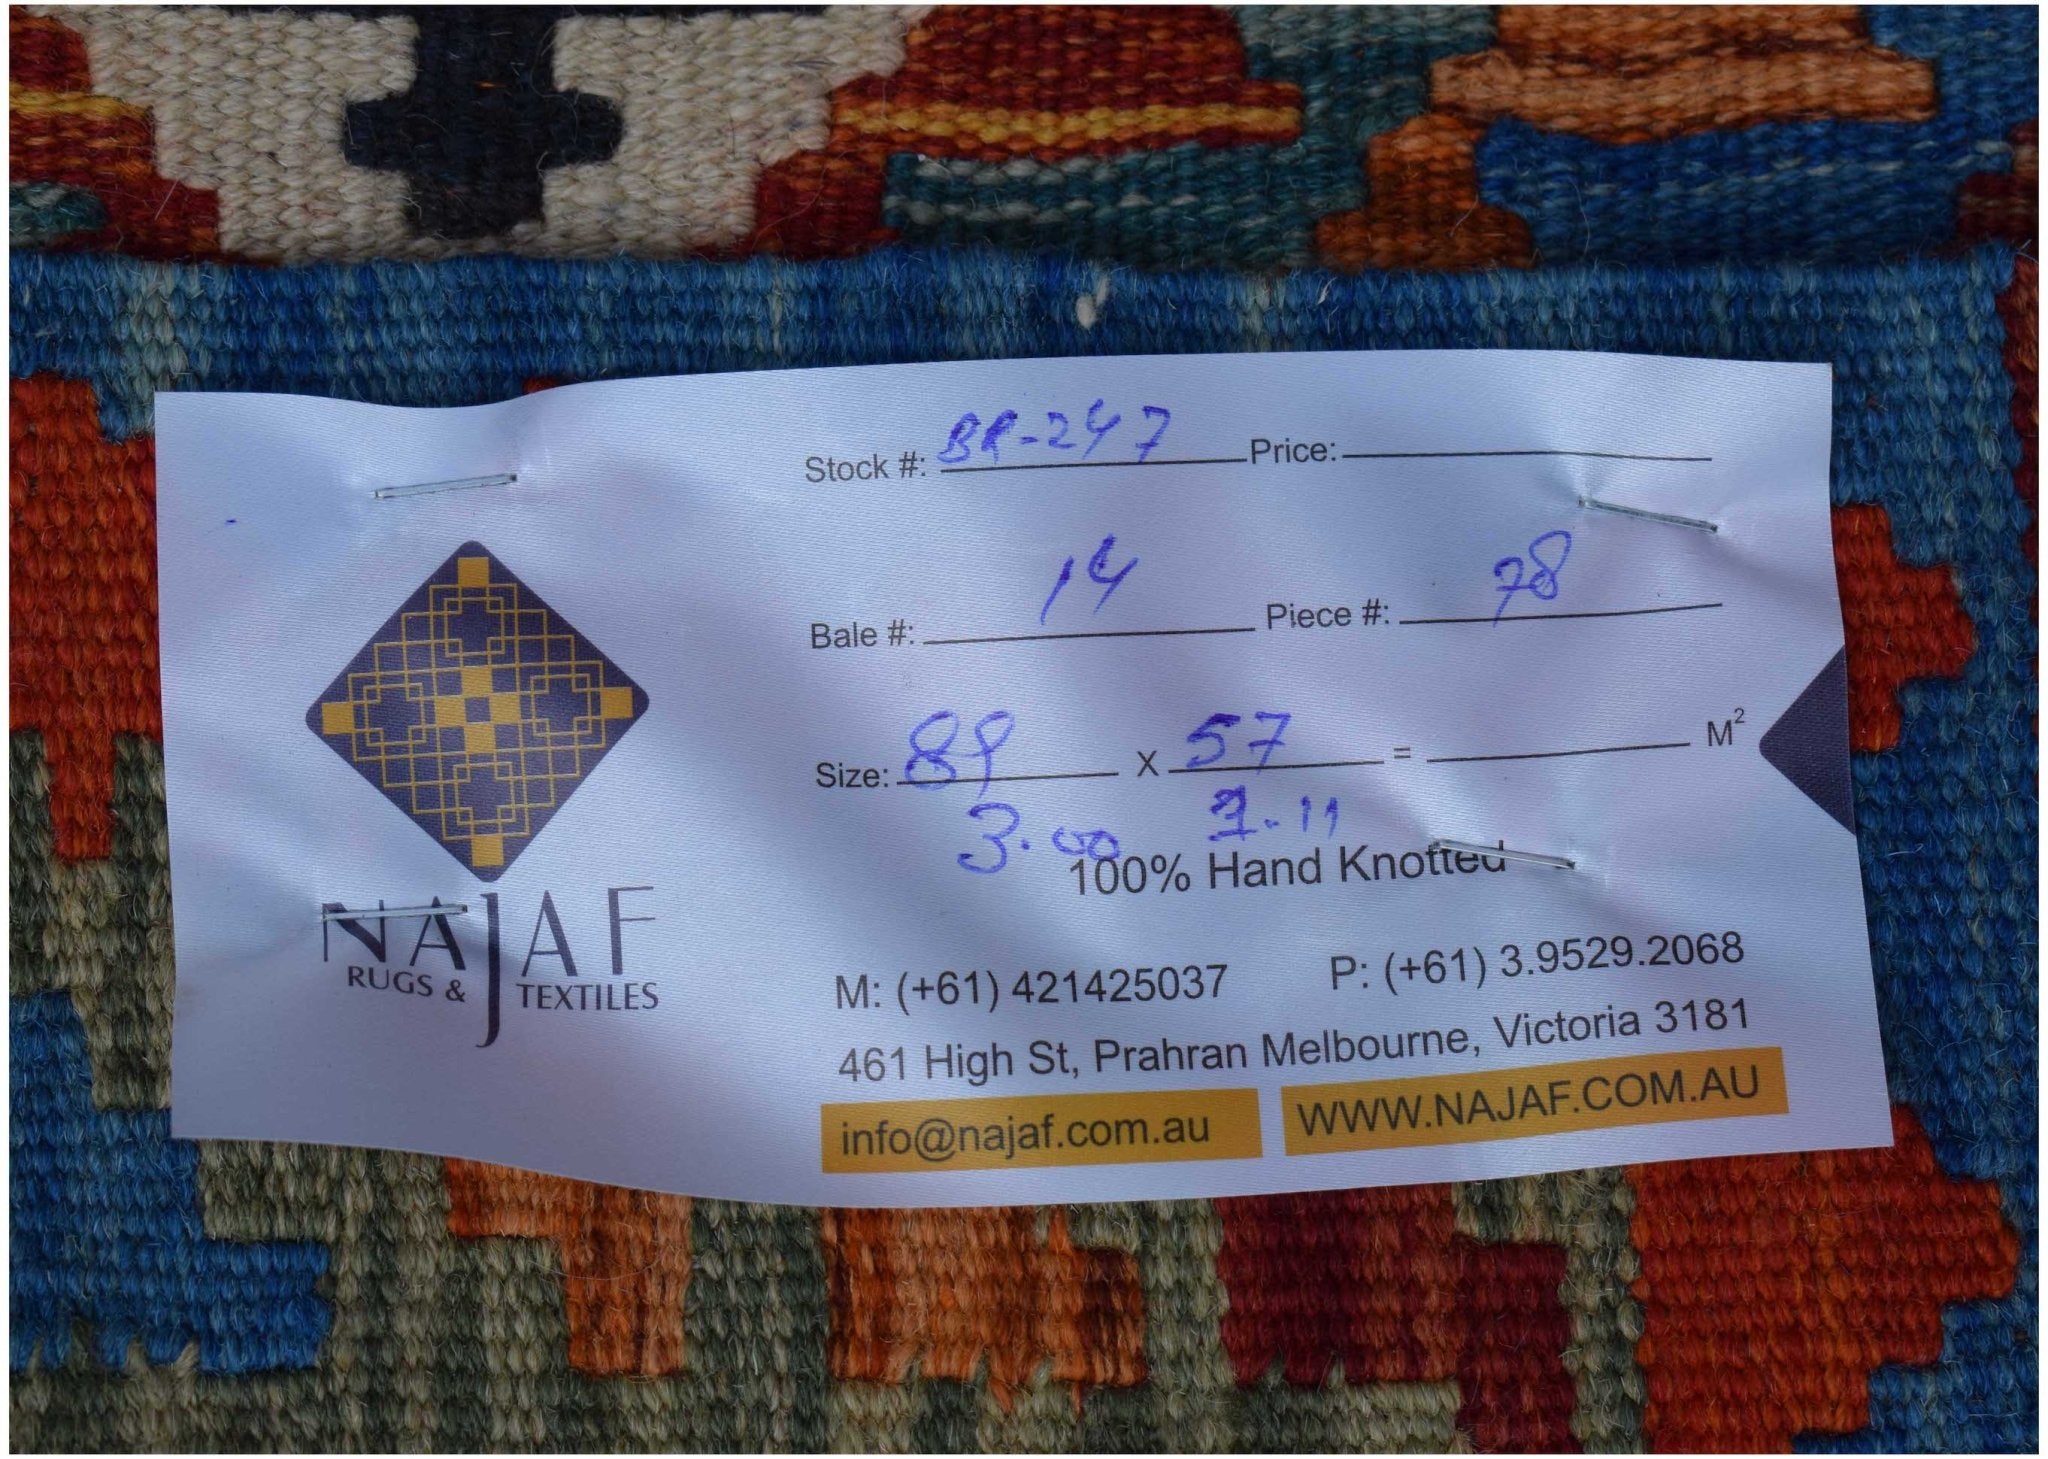 Stock #: BR-247 Price:
Bale #: 14 Piece #: 78
Size: 89 X 57 = M²
3.00 1-11
100% Hand Knotted
NAJAF
RUGS & TEXTILES
M: (+61) 421425037 P: (+61) 3.9529.2068
461 High St, Prahran Melbourne, Victoria 3181
info@najaf.com.au WWW.NAJAF.COM.AU